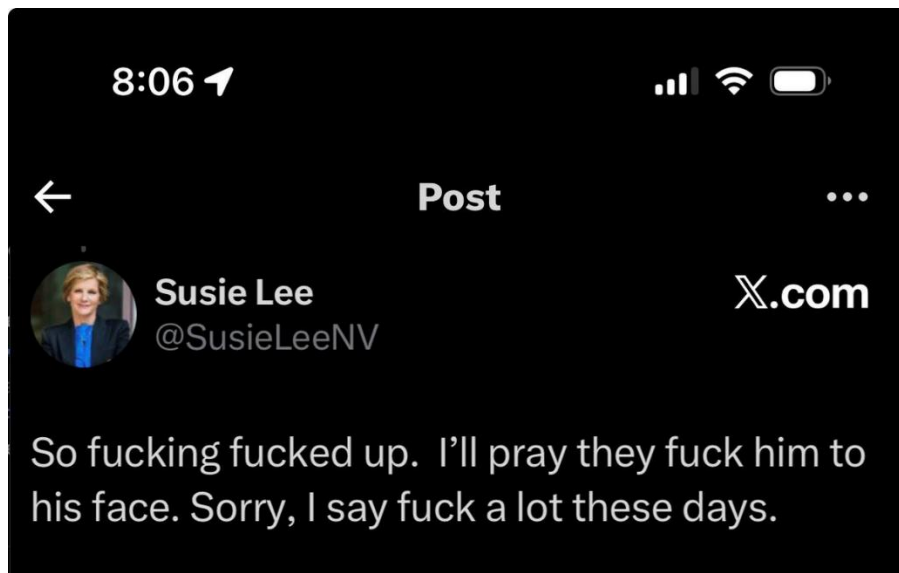 8:06
Post
Susie Lee
𝕏.com
@SusieLeeNV
So fucking fucked up.  I’ll pray they fuck him to
his face. Sorry, I say fuck a lot these days.